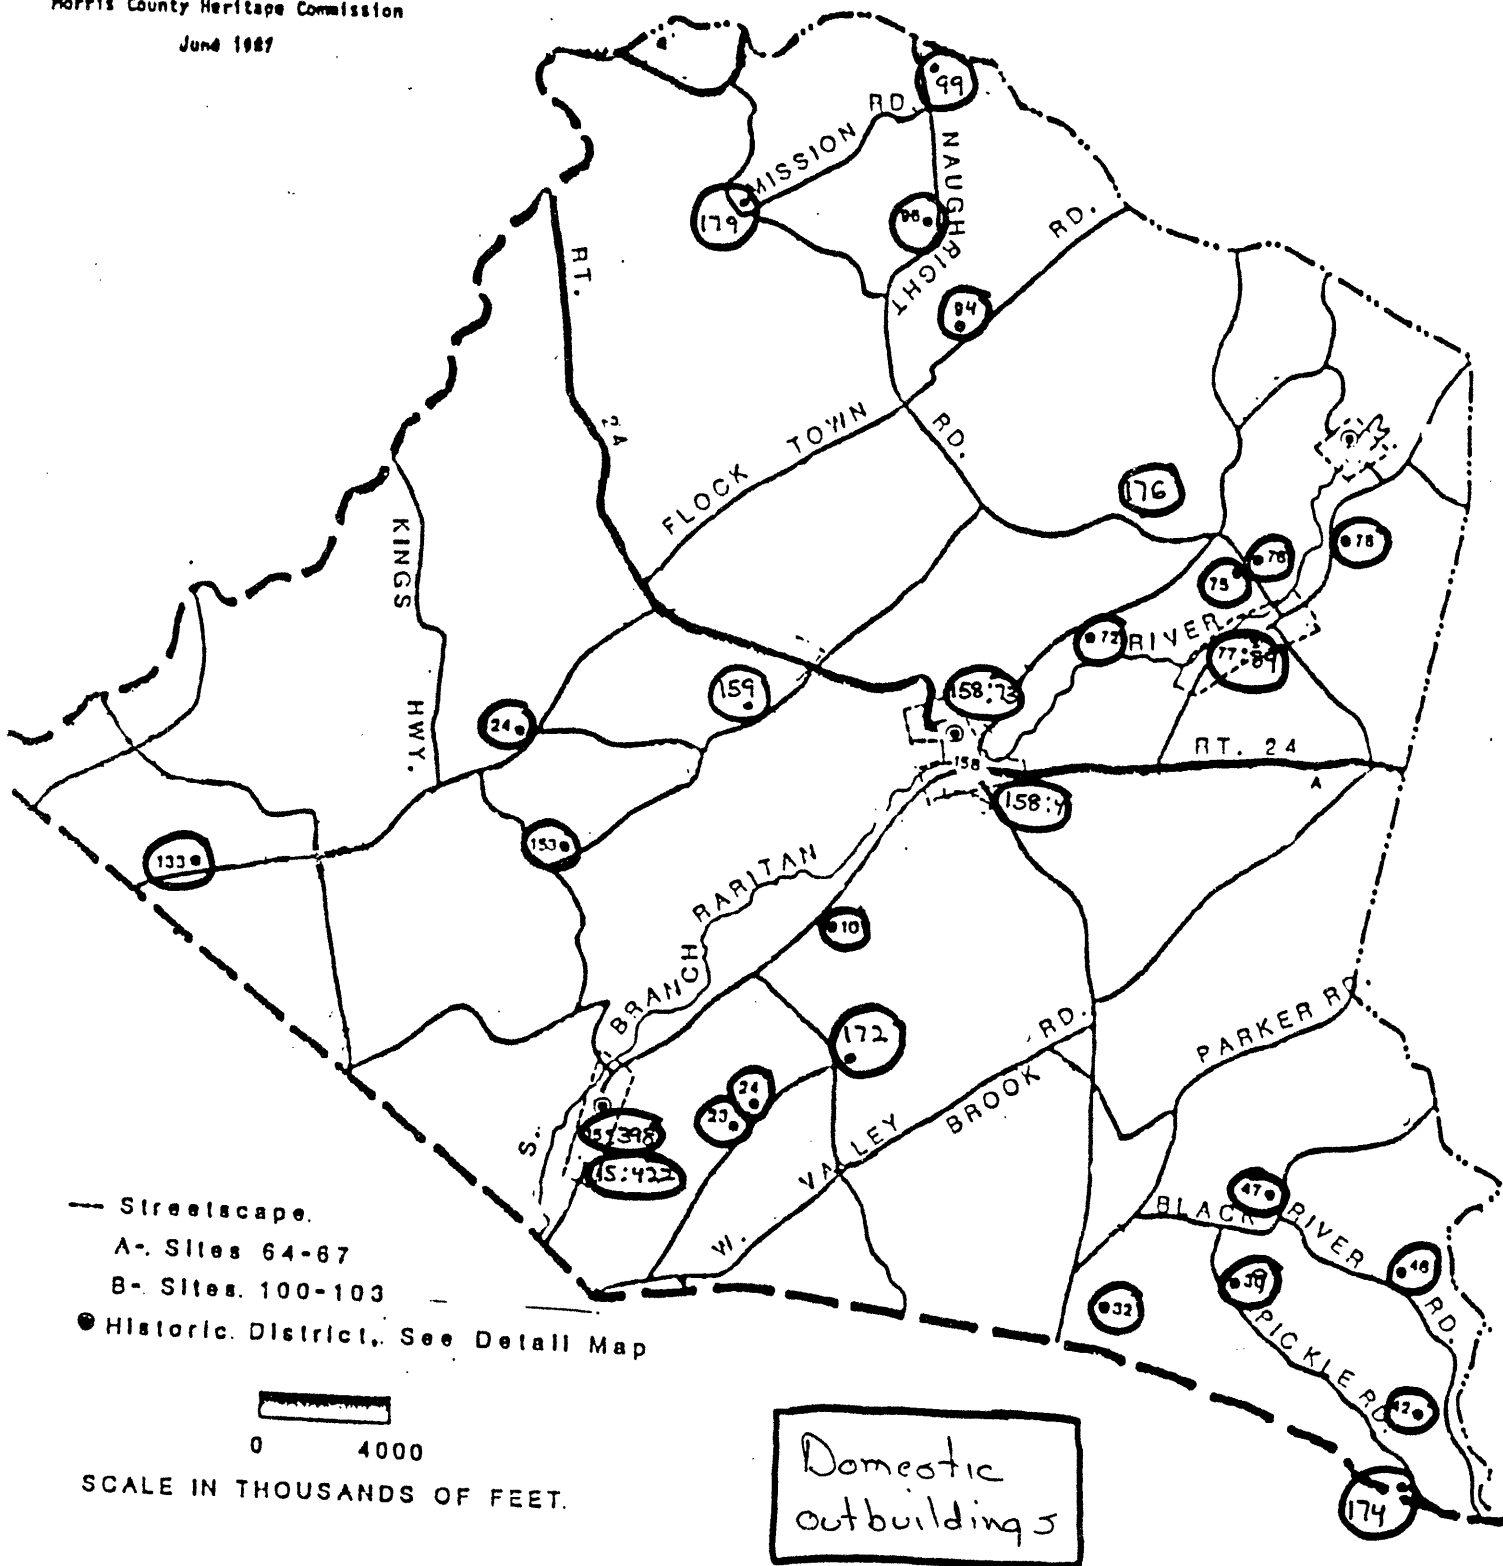 Morris County Heritage Commission
June 1987
99
MISSION RD.
NAUGHRIGHT
179
96
RD.
94
RT.
24
FLOCK TOWN
RD.
176
KINGS
HWY.
78
76
75
72
RIVER
77:89
159
158:73
24
158
RT. 24
A
158:4
153
133
BRANCH RARITAN
10
172
RD.
PARKER RD.
24
23
S.
15:398
15:422
W. VALLEY BROOK
47
BLACK RIVER
RD.
46
39
32
PICKLE RD.
42
174
--- Streetscape.
A-. Sites 64-67
B-. Sites. 100-103
Historic. District,. See Detail Map
0 4000
SCALE IN THOUSANDS OF FEET.
Domestic
outbuildings